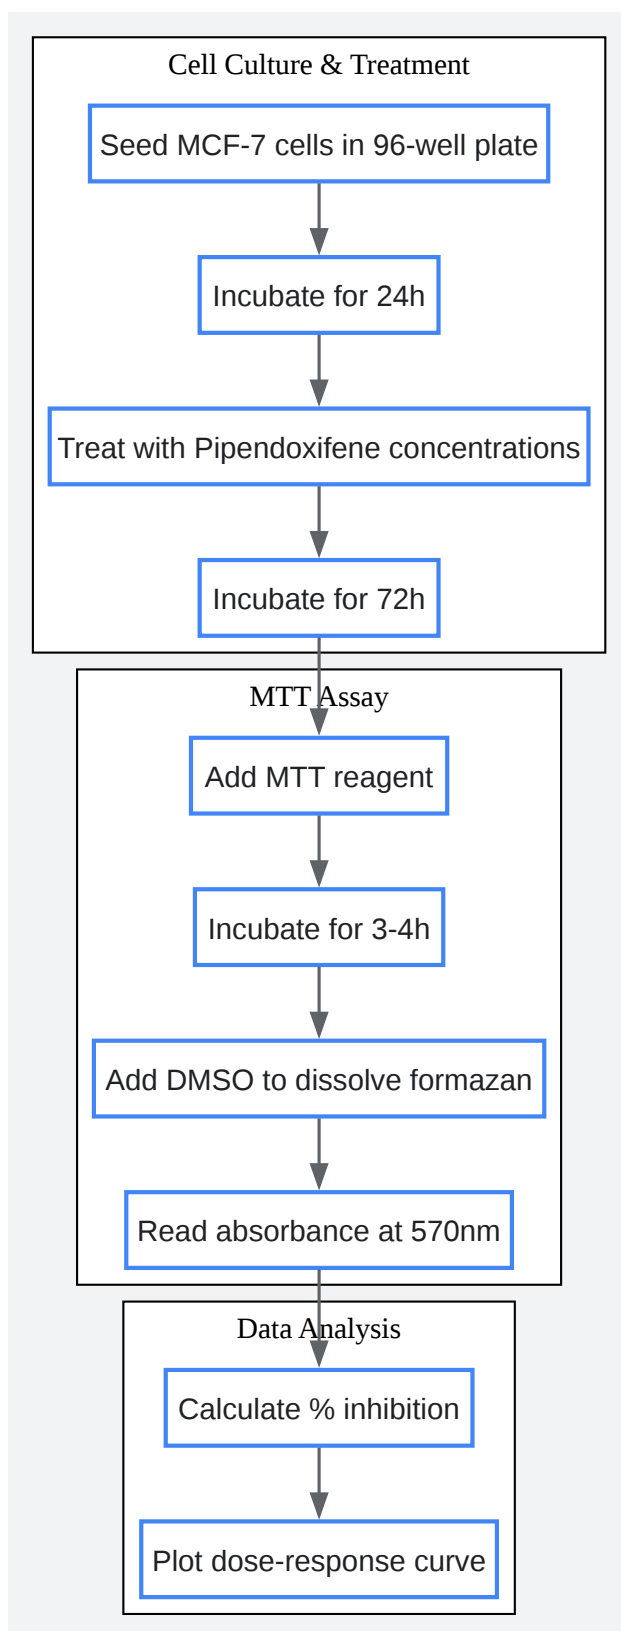 Cell Culture & Treatment
Seed MCF-7 cells in 96-well plate
Incubate for 24h
Treat with Pipendoxifene concentrations
Incubate for 72h
MTT Assay
Add MTT reagent
Incubate for 3-4h
Add DMSO to dissolve formazan
Read absorbance at 570nm
Data Analysis
Calculate % inhibition
Plot dose-response curve